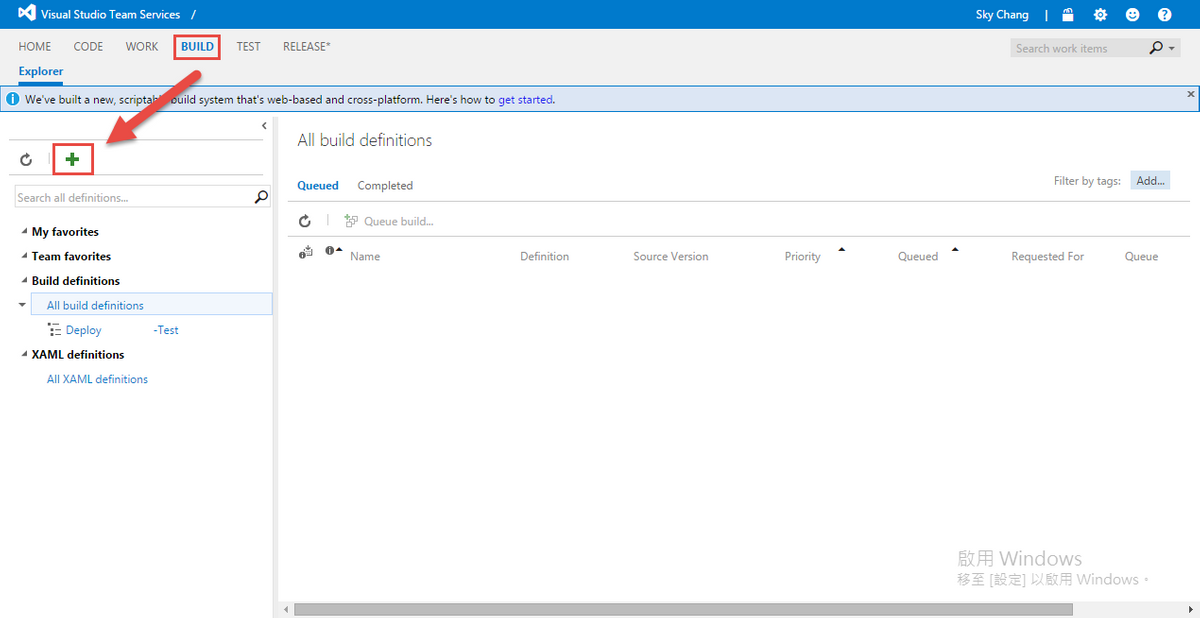 Visual Studio Team Services /
Sky Chang |
HOME CODE WORK BUILD TEST RELEASE*
Search work items
Explorer
We've built a new, scriptable build system that's web-based and cross-platform. Here's how to get started.
All build definitions
Queued Completed
Filter by tags: Add...
Search all definitions...
Queue build...
My favorites
Team favorites
Build definitions
All build definitions
Deploy -Test
XAML definitions
All XAML definitions
Name Definition Source Version Priority Queued Requested For Queue
啟用 Windows
移至 [設定] 以啟用 Windows。